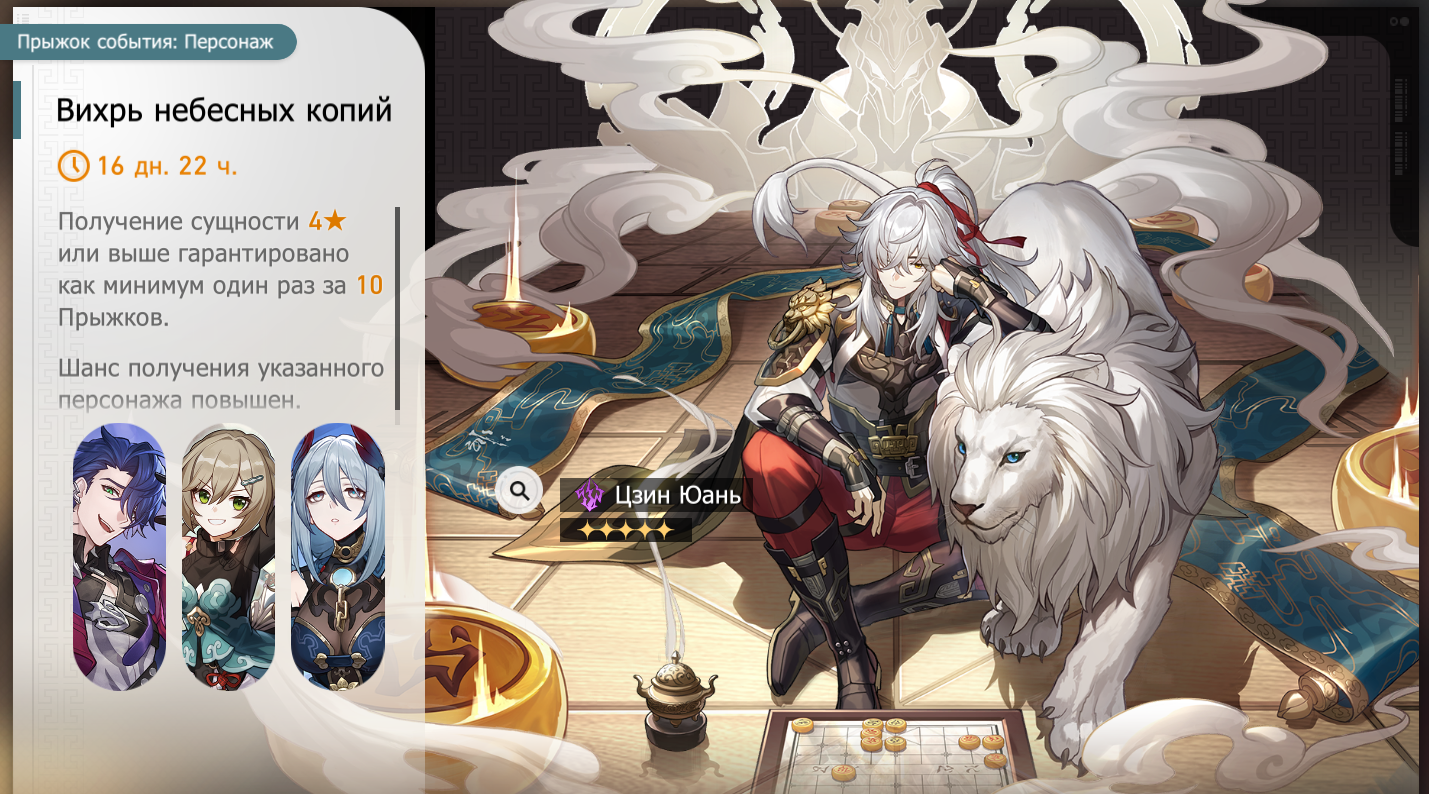 Прыжок события: Персонаж
Вихрь небесных копий
16 дн. 22 ч.
Получение сущности 4★
или выше гарантировано
как минимум один раз за 10
Прыжков.
Шанс получения указанного
персонажа повышен.
Цзин Юань